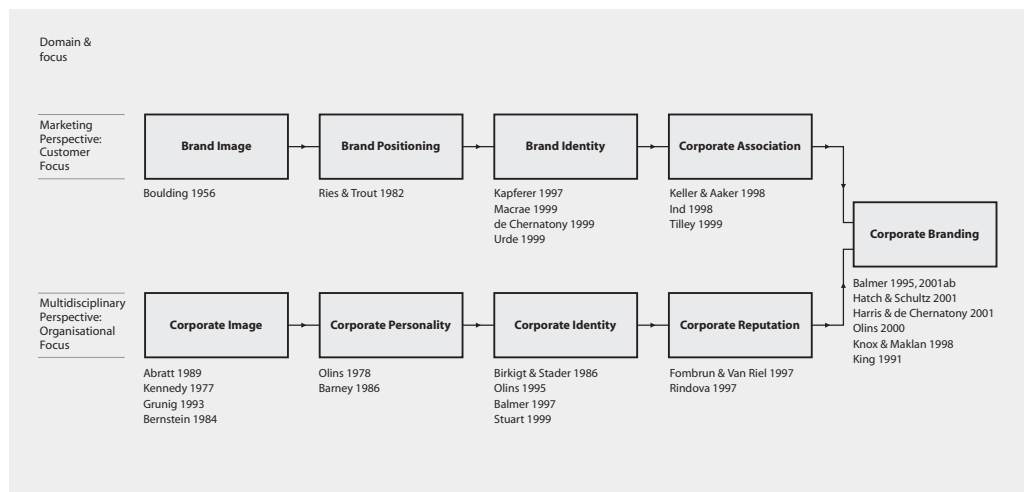 Domain &
focus
Marketing
Perspective:
Customer
Focus
Brand Image
Boulding 1956
Brand Positioning
Ries & Trout 1982
Brand Identity
Kapferer 1997
Macrae 1999
de Chernatony 1999
Urde 1999
Corporate Association
Keller & Aaker 1998
Ind 1998
Tilley 1999
Corporate Branding
Balmer 1995, 2001ab
Hatch & Schultz 2001
Harris & de Chernatony 2001
Olins 2000
Knox & Maklan 1998
King 1991
Multidisciplinary
Perspective:
Organisational
Focus
Corporate Image
Abratt 1989
Kennedy 1977
Grunig 1993
Bernstein 1984
Corporate Personality
Olins 1978
Barney 1986
Corporate Identity
Birkigt & Stader 1986
Olins 1995
Balmer 1997
Stuart 1999
Corporate Reputation
Fombrun & Van Riel 1997
Rindova 1997